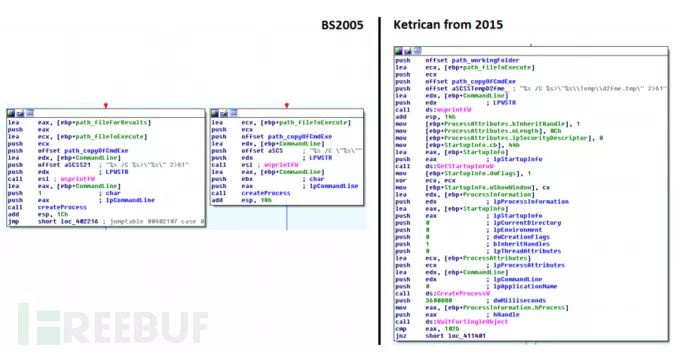 BS2005
Ketrican from 2015
lea eax, [ebp+path_fileForResults]
push eax
lea ecx, [ebp+path_fileToExecute]
push ecx
push offset path_copyOfCmdExe
lea edx, [ebp+CommandLine]
push offset aSCSS21 ; "%s /C %s>\"%s\" 2>&1"
push edx ; LPWSTR
call esi ; wsprintfW
lea eax, [ebp+CommandLine]
push 1 ; char
push eax ; lpCommandLine
call createProcess
add esp, 1Ch
jmp short loc_402216 ; jumptable 00402107 case 0
lea ecx, [ebp+path_fileToExecute]
push ecx
push offset path_copyOfCmdExe
lea edx, [ebp+CommandLine]
push offset aSCS
push edx ; LPWSTR
call esi ; wsprintfW
lea eax, [ebp+CommandLine]
push ebx ; char
push eax ; lpCommandLine
call createProcess
add esp, 18h
push offset path_workingFolder
lea ecx, [ebp+path_fileToExecute]
push ecx
push offset path_copyOfCmdExe
push offset aSCSSTempD2fme_ ; "%s /C %s>\"%s\\Temp\\d2fme.tmp\" 2>&1"
lea edx, [ebp+CommandLine]
push edx ; LPWSTR
call ds:wsprintfW
add esp, 14h
mov [ebp+ProcessAttributes.bInheritHandle], 1
mov [ebp+ProcessAttributes.nLength], 0Ch
mov [ebp+ProcessAttributes.lpSecurityDescriptor], 0
mov [ebp+StartupInfo.cb], 44h
lea eax, [ebp+StartupInfo]
push eax ; lpStartupInfo
call ds:GetStartupInfoW
mov [ebp+StartupInfo.dwFlags], 1
xor ecx, ecx
mov [ebp+StartupInfo.wShowWindow], cx
lea edx, [ebp+ProcessInformation]
push edx ; lpProcessInformation
lea eax, [ebp+StartupInfo]
push eax ; lpStartupInfo
push 0 ; lpCurrentDirectory
push 0 ; lpEnvironment
push 0 ; dwCreationFlags
push 1 ; bInheritHandles
push 0 ; lpThreadAttributes
lea ecx, [ebp+ProcessAttributes]
push ecx ; lpProcessAttributes
lea edx, [ebp+CommandLine]
push edx ; lpCommandLine
push 0 ; lpApplicationName
call ds:CreateProcessW
push 3600000 ; dwMilliseconds
mov eax, [ebp+ProcessInformation.hProcess]
push eax ; hHandle
call ds:WaitForSingleObject
cmp eax, 102h
jnz short loc_411401
FREEBUF